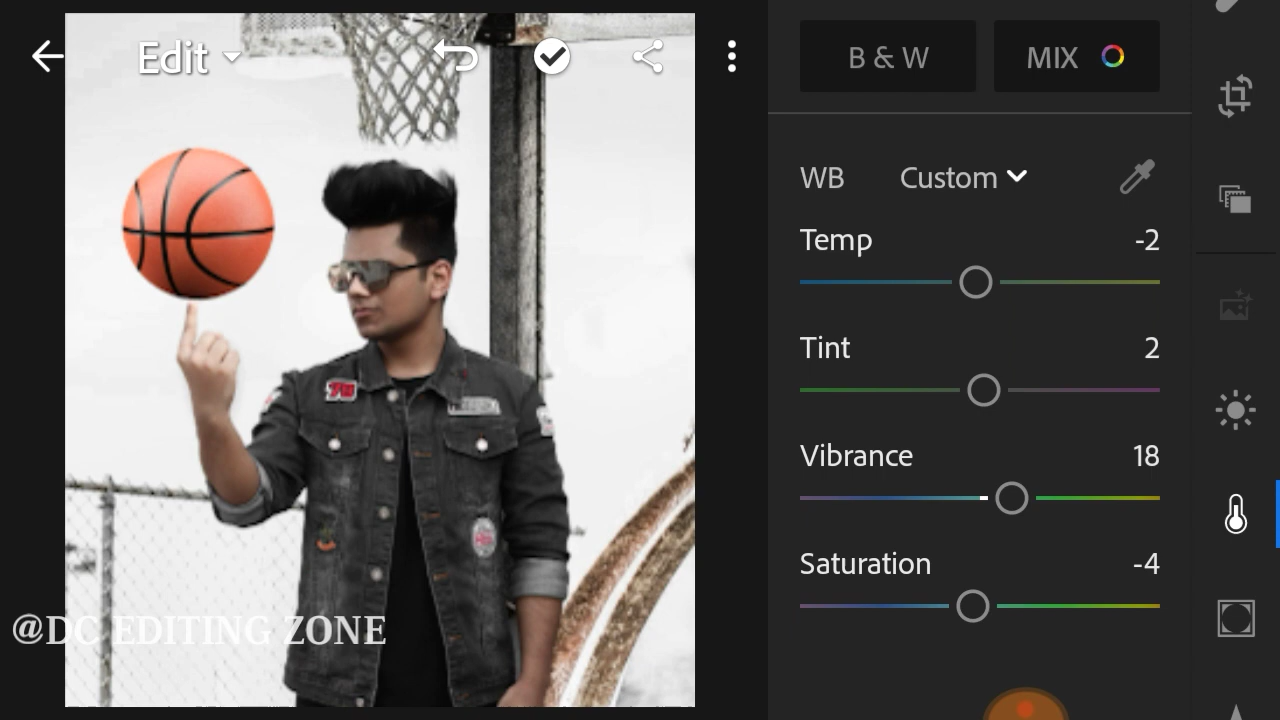 Edit
B & W
MIX
WB
Custom
Temp
-2
Tint
2
Vibrance
18
Saturation
-4
@DC EDITING ZONE